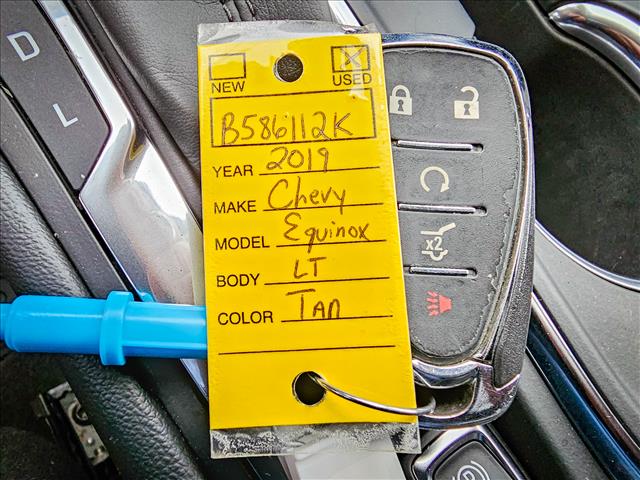 D
L
NEW
USED
B586112K
YEAR 2019
MAKE Chevy
MODEL Equinox
BODY LT
COLOR TAN
x2
P